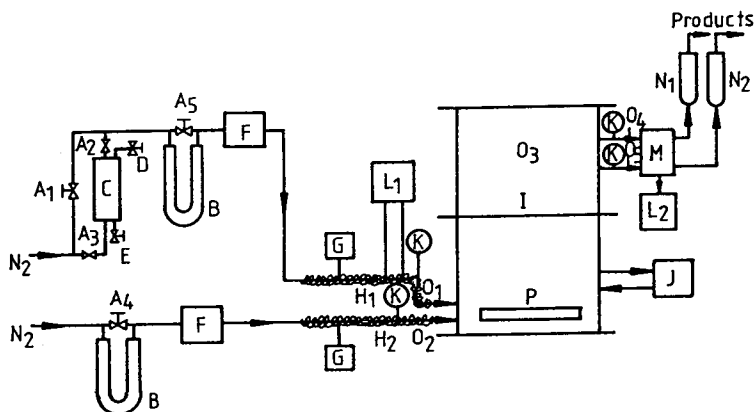 Products
N1 N2
A5
F
A2
D
K O4
K O5
M
O3
A1
C
L1
B
I
L2
A3
E
G
K
N2
H1
K
O1
P
J
A4
N2
F
H2
O2
G
B